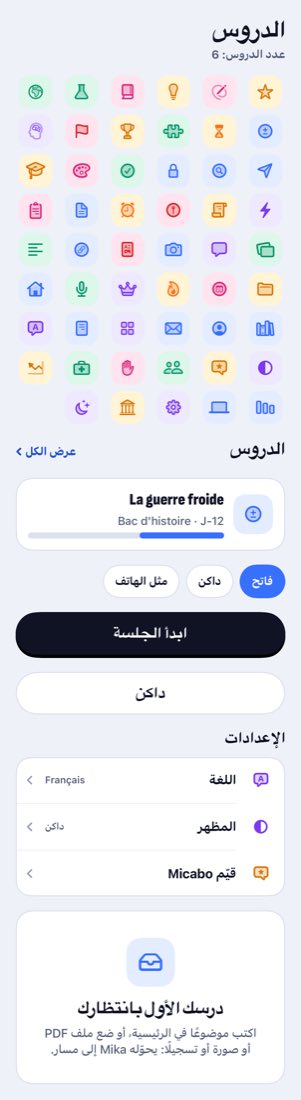 الدروس
عدد الدروس: 6
الدروس
عرض الكل
La guerre froide
Bac d'histoire · J-12
فاتح
داكن
مثل الهاتف
ابدأ الجلسة
داكن
الإعدادات
اللغة
Français
المظهر
داكن
قيّم Micabo
درسك الأول بانتظارك
اكتب موضوعًا في الرئيسية، أو ضع ملف PDF
أو صورة أو تسجيلًا: يحوّله Mika إلى مسار.